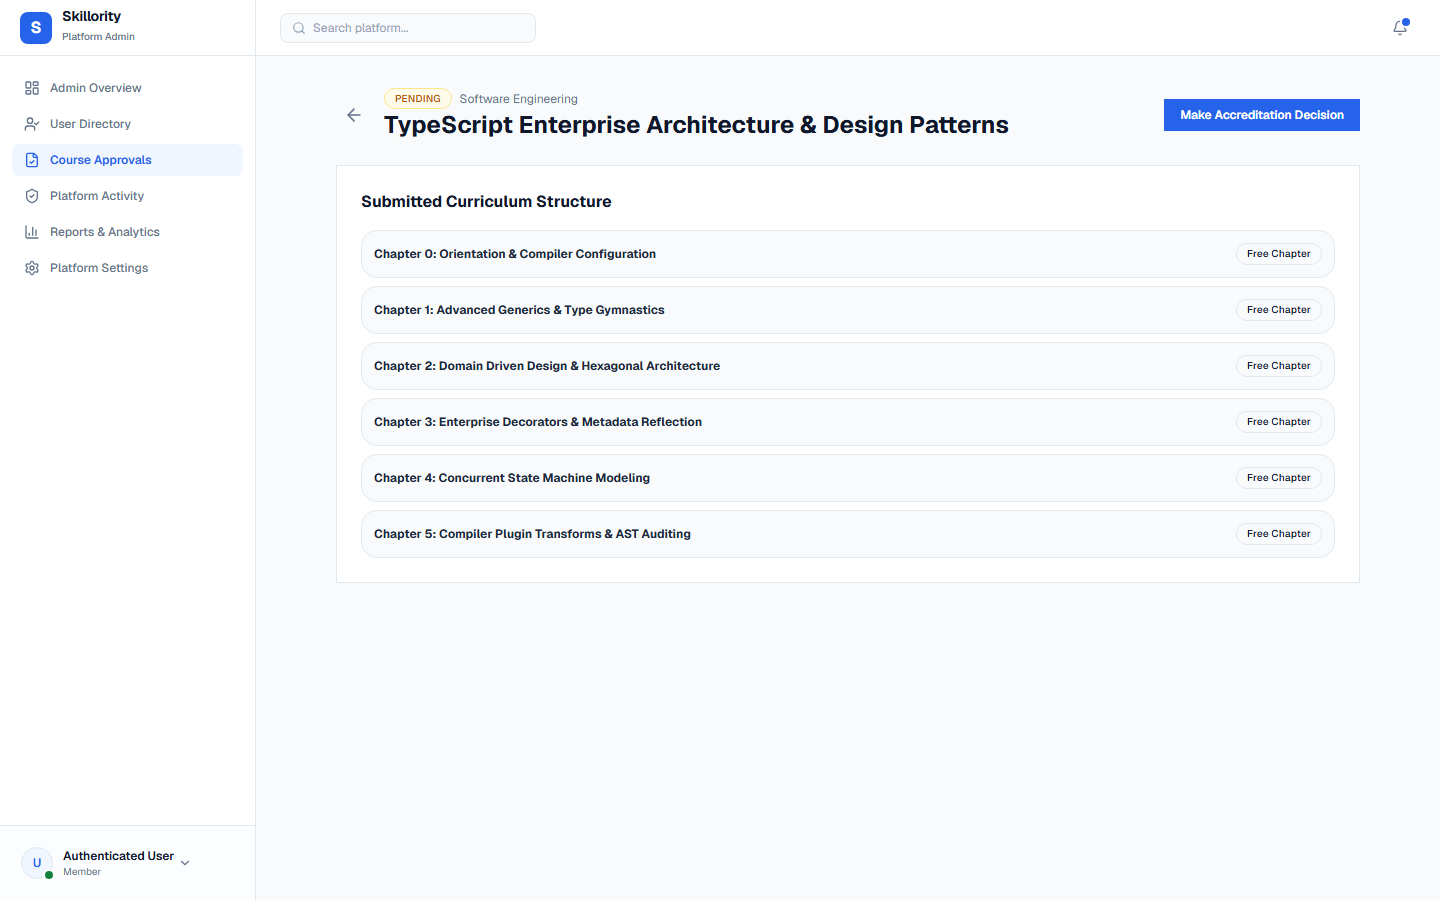 S
Skillority
Platform Admin
Search platform...
Admin Overview
User Directory
Course Approvals
Platform Activity
Reports & Analytics
Platform Settings
PENDING Software Engineering
TypeScript Enterprise Architecture & Design Patterns
Make Accreditation Decision
Submitted Curriculum Structure
Chapter 0: Orientation & Compiler Configuration Free Chapter
Chapter 1: Advanced Generics & Type Gymnastics Free Chapter
Chapter 2: Domain Driven Design & Hexagonal Architecture Free Chapter
Chapter 3: Enterprise Decorators & Metadata Reflection Free Chapter
Chapter 4: Concurrent State Machine Modeling Free Chapter
Chapter 5: Compiler Plugin Transforms & AST Auditing Free Chapter
U
Authenticated User
Member